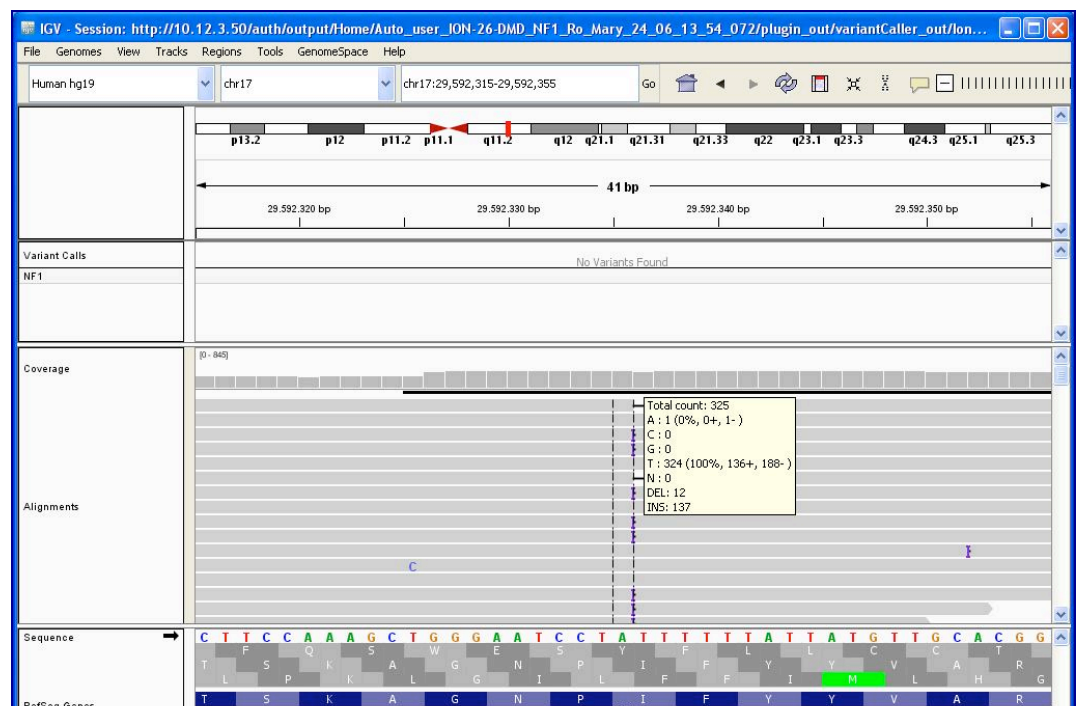 IGV - Session: http://10.12.3.50/auth/output/Home/Auto_user_ION-26-DMD_NF1_Ro_Mary_24_06_13_54_072/plugin_out/variantCaller_out/Ion...
File Genomes View Tracks Regions Tools GenomeSpace Help
Human hg19 chr17 chr17:29,592,315-29,592,355 Go
p13.2 p12 p11.2 p11.1 q11.2 q12 q21.1 q21.31 q21.33 q22 q23.1 q23.3 q24.3 q25.1 q25.3
41 bp
29.592.320 bp 29.592.330 bp 29.592.340 bp 29.592.350 bp
Variant Calls
No Variants Found
NF1
[0 - 845]
Coverage
Total count: 325
A : 1 (0%, 0+, 1- )
C : 0
G : 0
T : 324 (100%, 136+, 188- )
N : 0
DEL: 12
INS: 137
Alignments
C
Sequence C T T C C A A A G C T G G G A A T C C T A T T T T T T A T T A T G T T G C A C G G
F Q S W E S Y F L L C C T
T S K A G N P I F Y Y V A R
L P K L G I L F F I M L H G
T S K A G N P I F Y Y V A R
RefSeq Genes